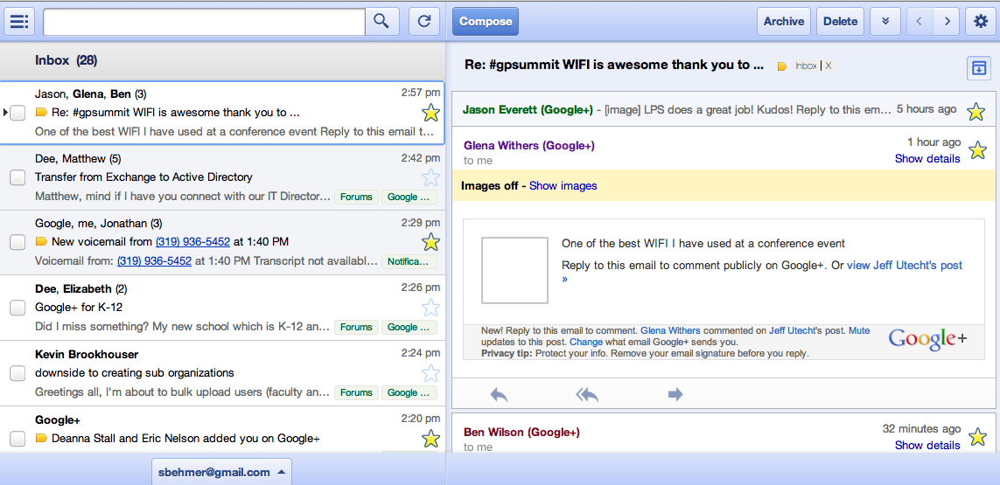 Compose
Archive
Delete
Inbox (28)
Jason, Glena, Ben (3)
2:57 pm
Re: #gpsummit WIFI is awesome thank you to ...
One of the best WIFI I have used at a conference event Reply to this email t…
Dee, Matthew (5)
2:42 pm
Transfer from Exchange to Active Directory
Matthew, mind if I have you connect with our IT Director…
Forums
Google …
Google, me, Jonathan (3)
2:29 pm
New voicemail from (319) 936-5452 at 1:40 PM
Voicemail from: (319) 936-5452 at 1:40 PM Transcript not availabl…
Notifica…
Dee, Elizabeth (2)
2:26 pm
Google+ for K-12
Did I miss something? My new school which is K-12 an…
Forums
Google …
Kevin Brookhouser
2:24 pm
downside to creating sub organizations
Greetings all, I'm about to bulk upload users (faculty an…
Forums
Google …
Google+
2:20 pm
Deanna Stall and Eric Nelson added you on Google+
sbehmer@gmail.com
Re: #gpsummit WIFI is awesome thank you to ...
Inbox | X
Jason Everett (Google+) - [image] LPS does a great job! Kudos! Reply to this em…
5 hours ago
Glena Withers (Google+)
1 hour ago
to me
Show details
Images off - Show images
One of the best WIFI I have used at a conference event
Reply to this email to comment publicly on Google+. Or view Jeff Utecht's post
»
New! Reply to this email to comment. Glena Withers commented on Jeff Utecht's post. Mute
updates to this post. Change what email Google+ sends you.
Privacy tip: Protect your info. Remove your email signature before you reply.
Google+
Ben Wilson (Google+)
32 minutes ago
to me
Show details